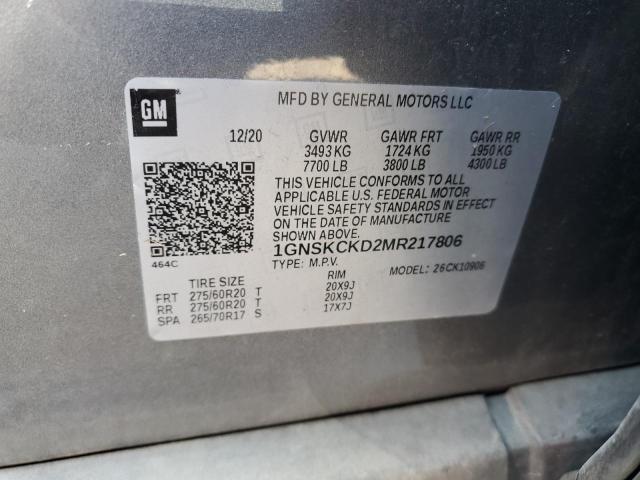 GM
MFD BY GENERAL MOTORS LLC
12/20 GVWR GAWR FRT GAWR RR
3493 KG 1724 KG 1950 KG
7700 LB 3800 LB 4300 LB
THIS VEHICLE CONFORMS TO ALL
APPLICABLE U.S. FEDERAL MOTOR
VEHICLE SAFETY STANDARDS IN EFFECT
ON THE DATE OF MANUFACTURE
SHOWN ABOVE.
1GNSKCKD2MR217806
464C
TYPE: M.P.V. MODEL: 26CK10906
TIRE SIZE RIM
FRT 275/60R20 T 20X9J
RR 275/60R20 T 20X9J
SPA 265/70R17 S 17X7J